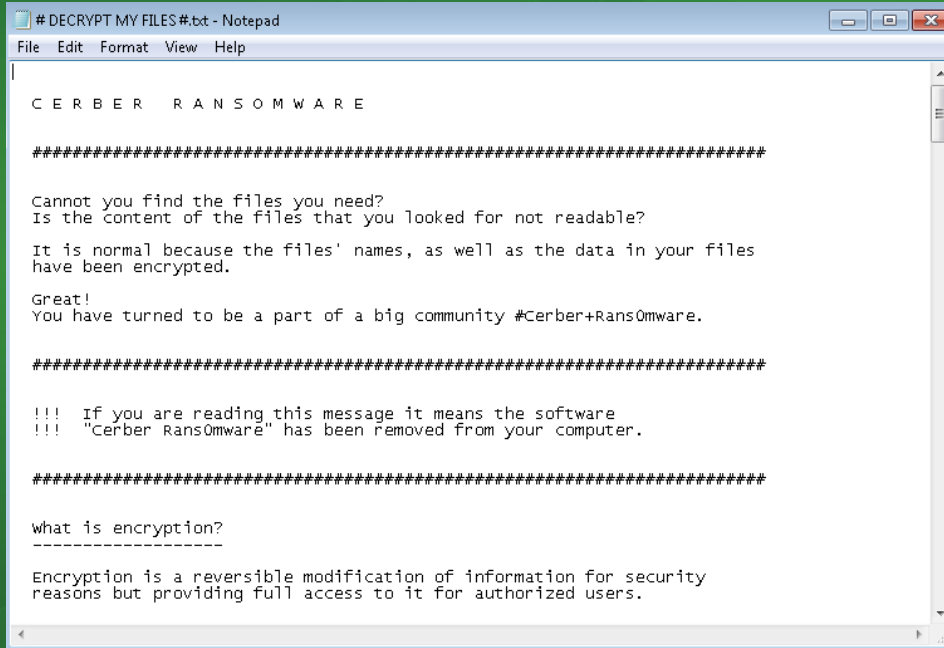 # DECRYPT MY FILES #.txt - Notepad
File Edit Format View Help
C E R B E R   R A N S O M W A R E
#########################################################################
Cannot you find the files you need?
Is the content of the files that you looked for not readable?
It is normal because the files' names, as well as the data in your files
have been encrypted.
Great!
You have turned to be a part of a big community #Cerber+Rans0mware.
#########################################################################
!!!  If you are reading this message it means the software
!!!  "Cerber Rans0mware" has been removed from your computer.
#########################################################################
What is encryption?
-------------------
Encryption is a reversible modification of information for security
reasons but providing full access to it for authorized users.